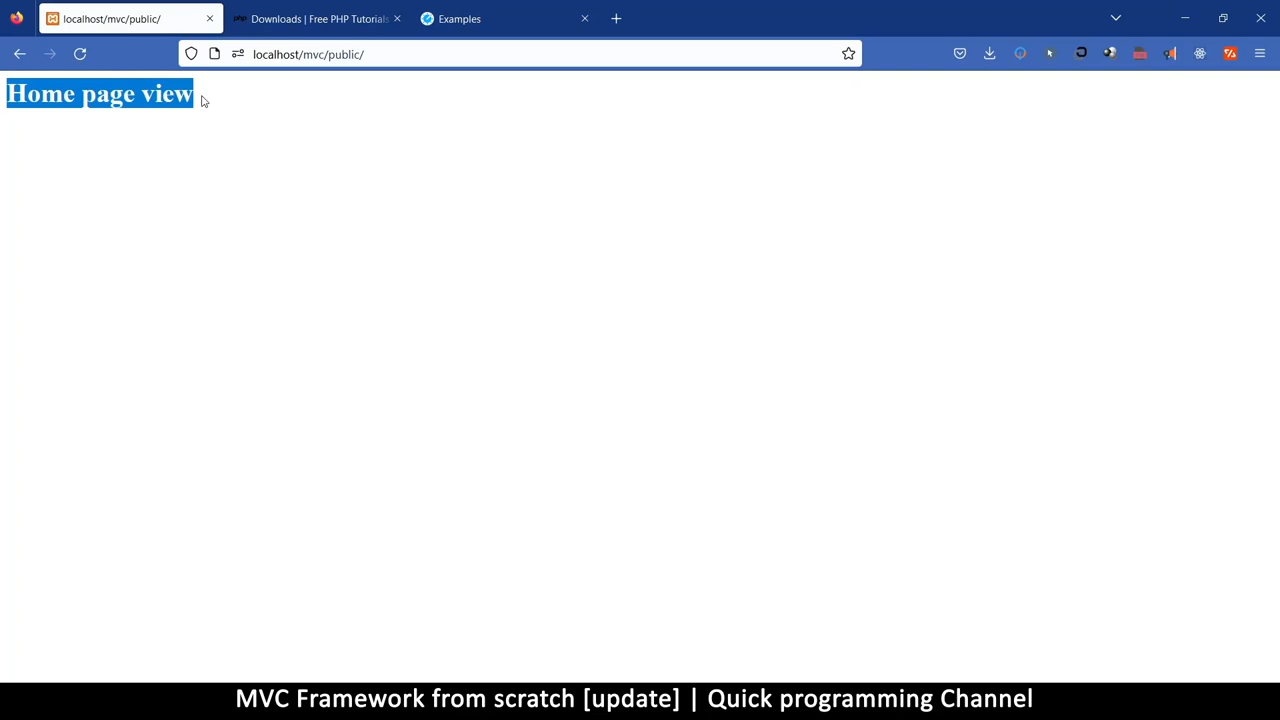 localhost/mvc/public/
php Downloads | Free PHP Tutorials
Examples
localhost/mvc/public/
Home page view
MVC Framework from scratch [update] | Quick programming Channel